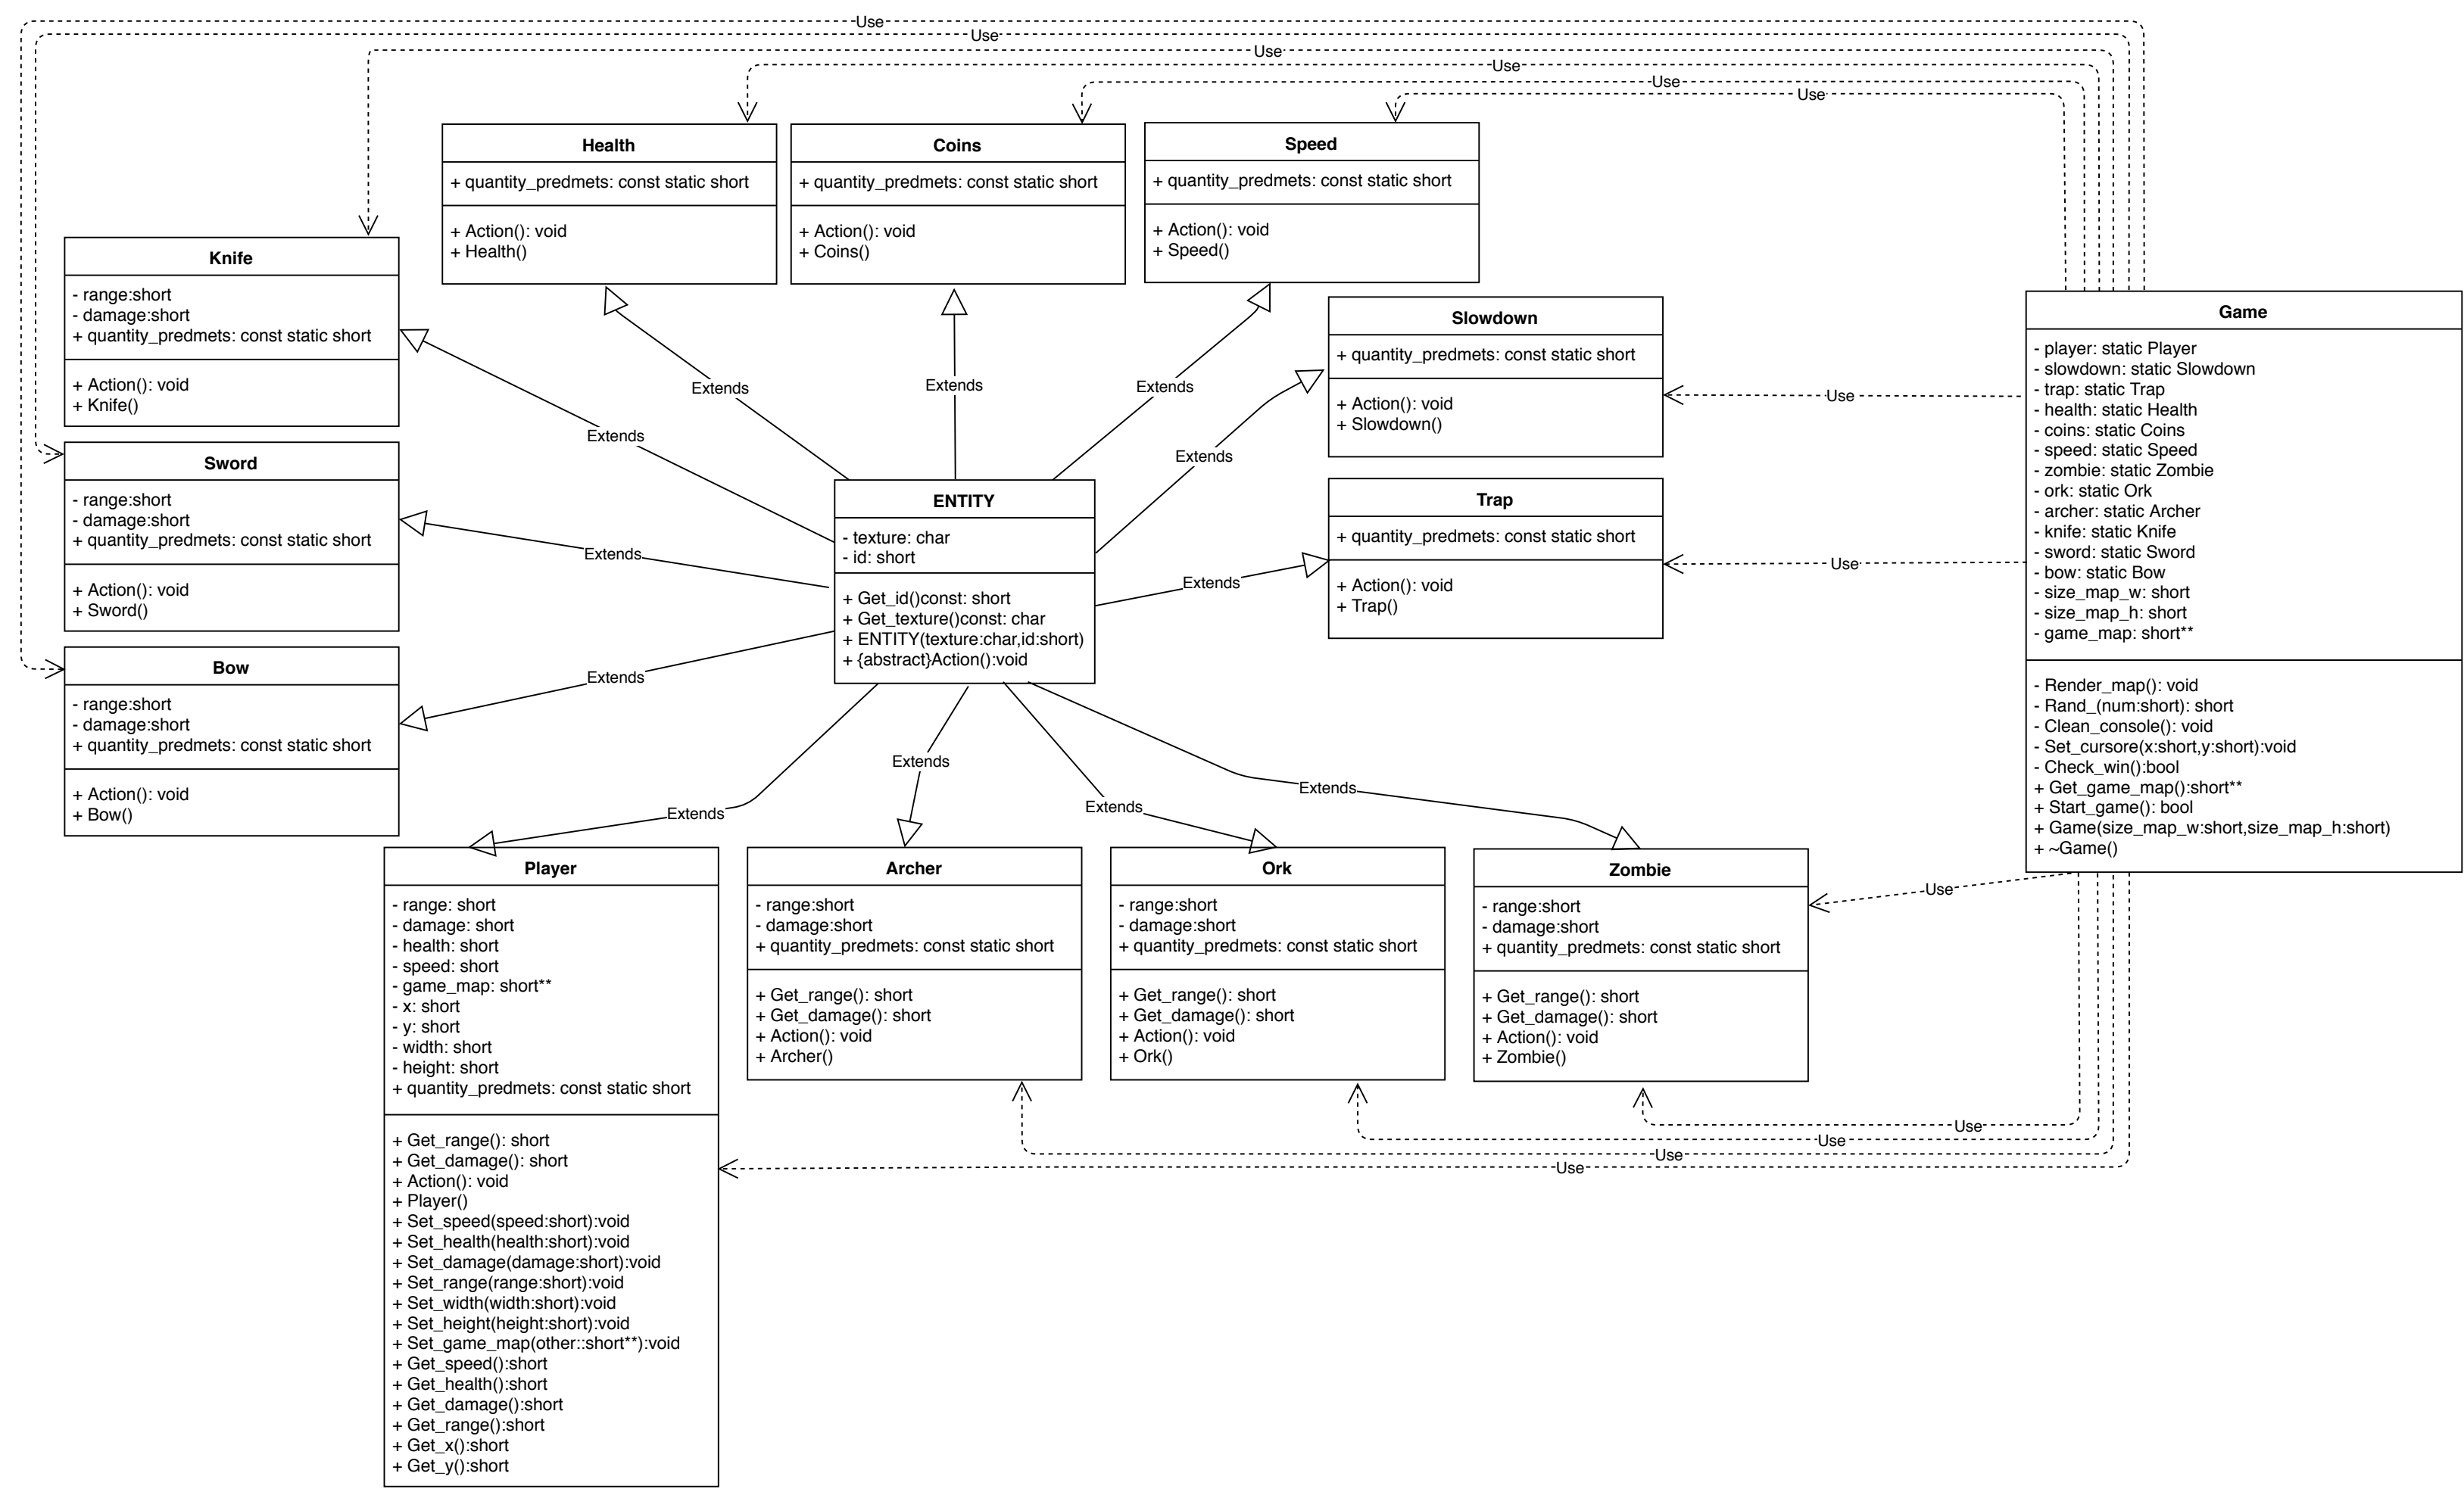 Use
Use
Use
Use
Use
Use
Health
+ quantity_predmets: const static short
+ Action(): void
+ Health()
Coins
+ quantity_predmets: const static short
+ Action(): void
+ Coins()
Speed
+ quantity_predmets: const static short
+ Action(): void
+ Speed()
Knife
- range:short
- damage:short
+ quantity_predmets: const static short
+ Action(): void
+ Knife()
Slowdown
+ quantity_predmets: const static short
+ Action(): void
+ Slowdown()
Game
- player: static Player
- slowdown: static Slowdown
- trap: static Trap
- health: static Health
- coins: static Coins
- speed: static Speed
- zombie: static Zombie
- ork: static Ork
- archer: static Archer
- knife: static Knife
- sword: static Sword
- bow: static Bow
- size_map_w: short
- size_map_h: short
- game_map: short**
- Render_map(): void
- Rand_(num:short): short
- Clean_console(): void
- Set_cursore(x:short,y:short):void
- Check_win():bool
+ Get_game_map():short**
+ Start_game(): bool
+ Game(size_map_w:short,size_map_h:short)
+ ~Game()
Extends
Extends
Extends
Extends
Extends
Use
Sword
- range:short
- damage:short
+ quantity_predmets: const static short
+ Action(): void
+ Sword()
ENTITY
- texture: char
- id: short
+ Get_id()const: short
+ Get_texture()const: char
+ ENTITY(texture:char,id:short)
+ {abstract}Action():void
Trap
+ quantity_predmets: const static short
+ Action(): void
+ Trap()
Extends
Extends
Use
Bow
- range:short
- damage:short
+ quantity_predmets: const static short
+ Action(): void
+ Bow()
Extends
Extends
Extends
Extends
Extends
Use
Player
- range: short
- damage: short
- health: short
- speed: short
- game_map: short**
- x: short
- y: short
- width: short
- height: short
+ quantity_predmets: const static short
+ Get_range(): short
+ Get_damage(): short
+ Action(): void
+ Player()
+ Set_speed(speed:short):void
+ Set_health(health:short):void
+ Set_damage(damage:short):void
+ Set_range(range:short):void
+ Set_width(width:short):void
+ Set_height(height:short):void
+ Set_game_map(other::short**):void
+ Get_speed():short
+ Get_health():short
+ Get_damage():short
+ Get_range():short
+ Get_x():short
+ Get_y():short
Archer
- range:short
- damage:short
+ quantity_predmets: const static short
+ Get_range(): short
+ Get_damage(): short
+ Action(): void
+ Archer()
Ork
- range:short
- damage:short
+ quantity_predmets: const static short
+ Get_range(): short
+ Get_damage(): short
+ Action(): void
+ Ork()
Zombie
- range:short
- damage:short
+ quantity_predmets: const static short
+ Get_range(): short
+ Get_damage(): short
+ Action(): void
+ Zombie()
Use
Use
Use
Use